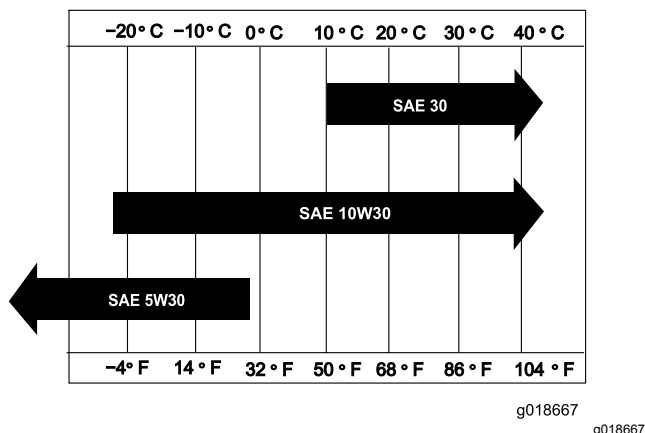 −20° C −10° C 0° C 10° C 20° C 30° C 40° C
SAE 30
SAE 10W30
SAE 5W30
−4° F 14° F 32° F 50° F 68° F 86° F 104° F
g018667
g018667